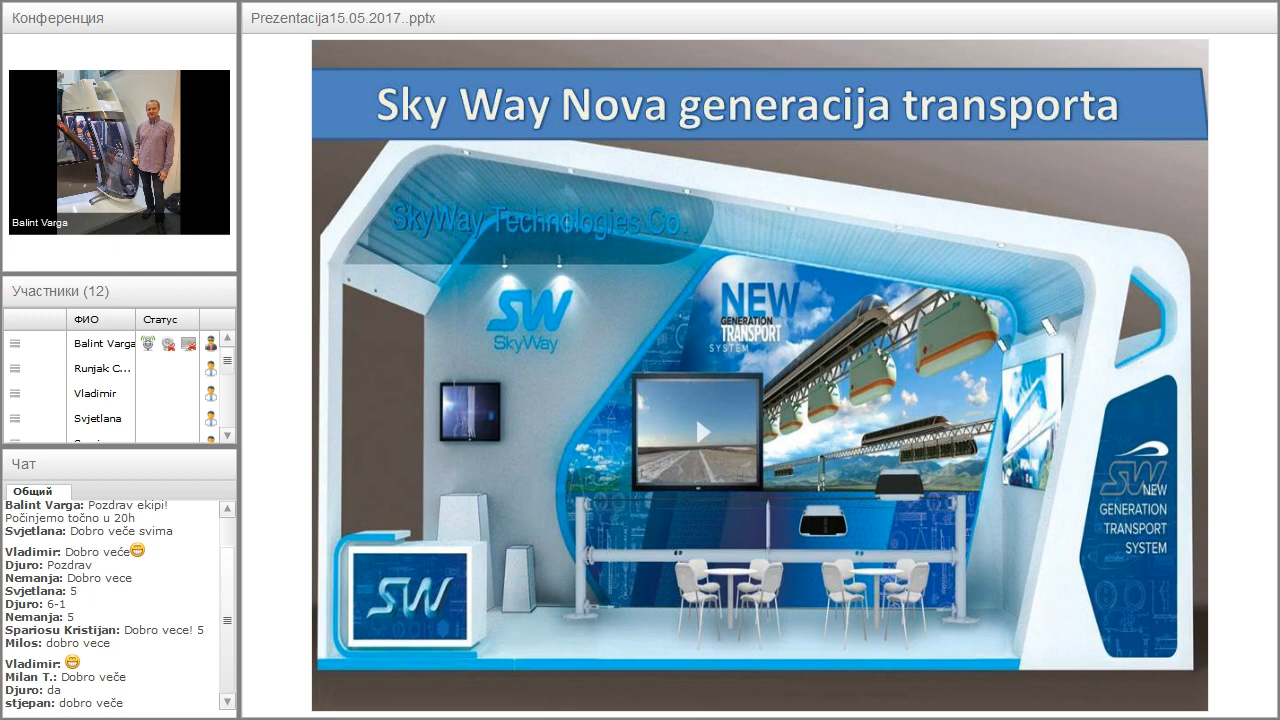 Конференция
Balint Varga
Участники (12)
ФИО
Статус
Balint Varga
Runjak C...
Vladimir
Svjetlana
Чат
Общий
Balint Varga: Pozdrav ekipi!
Počinjemo točno u 20h
Svjetlana: Dobro veče svima
Vladimir: Dobro veće
Djuro: Pozdrav
Nemanja: Dobro vece
Svjetlana: 5
Djuro: 6-1
Nemanja: 5
Spariosu Kristijan: Dobro vece! 5
Milos: dobro vece
Vladimir:
Milan T.: Dobro veče
Djuro: da
stjepan: dobro veče
Prezentacija15.05.2017..pptx
Sky Way Nova generacija transporta
SkyWay Technologies Co.
SW
SkyWay
NEW
GENERATION
TRANSPORT
SYSTEM
SW
SW
NEW
GENERATION
TRANSPORT
SYSTEM